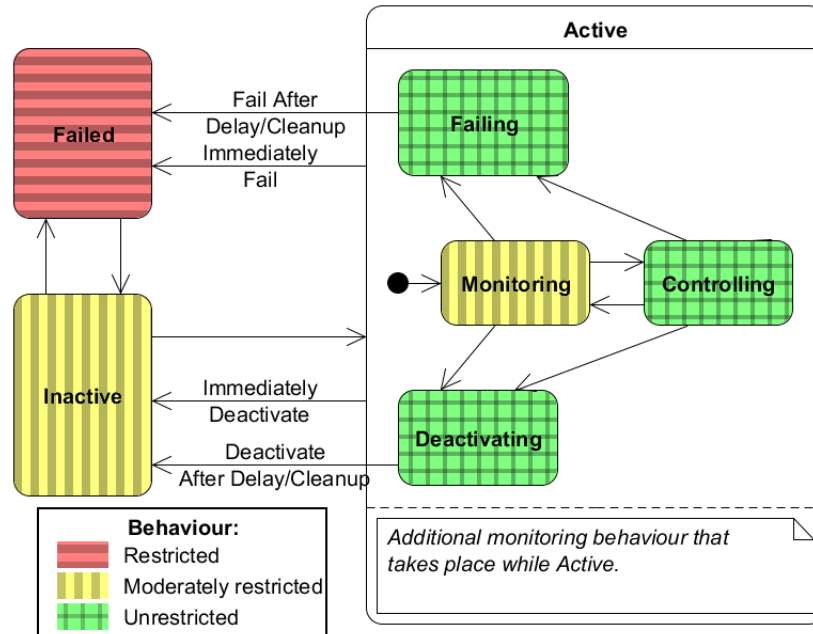 Active
Fail After
Delay/Cleanup
Failed
Failing
Immediately
Fail
Monitoring
Controlling
Inactive
Immediately
Deactivate
Deactivating
Deactivate
After Delay/Cleanup
Behaviour:
Restricted
Moderately restricted
Unrestricted
Additional monitoring behaviour that
takes place while Active.